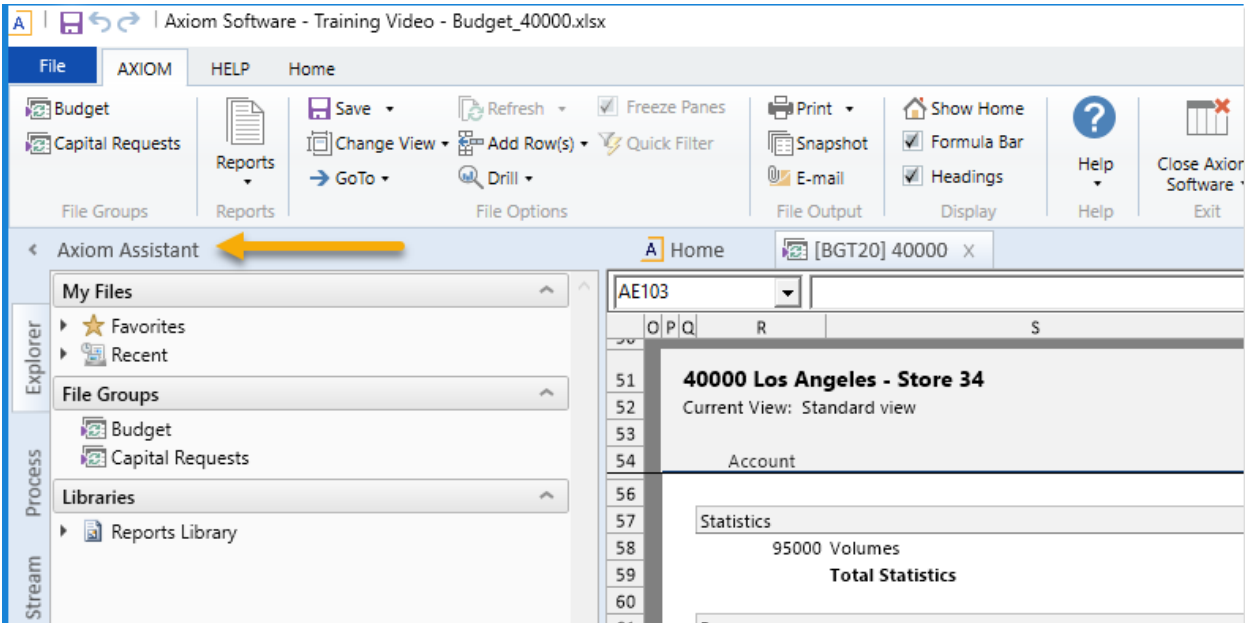 A Axiom Software - Training Video - Budget_40000.xlsx
File AXIOM HELP Home
Budget
Capital Requests
File Groups
Reports
Reports
Save Refresh Freeze Panes
Change View Add Row(s) Quick Filter
GoTo Drill
File Options
Print
Snapshot
E-mail
File Output
Show Home
Formula Bar
Headings
Display
? Help
Help
Close Axiom
Software
Exit
Axiom Assistant
Explorer
Process
Stream
My Files
Favorites
Recent
File Groups
Budget
Capital Requests
Libraries
Reports Library
A Home [BGT20] 40000 X
AE103
O P Q R S
51 40000 Los Angeles - Store 34
52 Current View: Standard view
53
54 Account
56
57 Statistics
58 95000 Volumes
59 Total Statistics
60